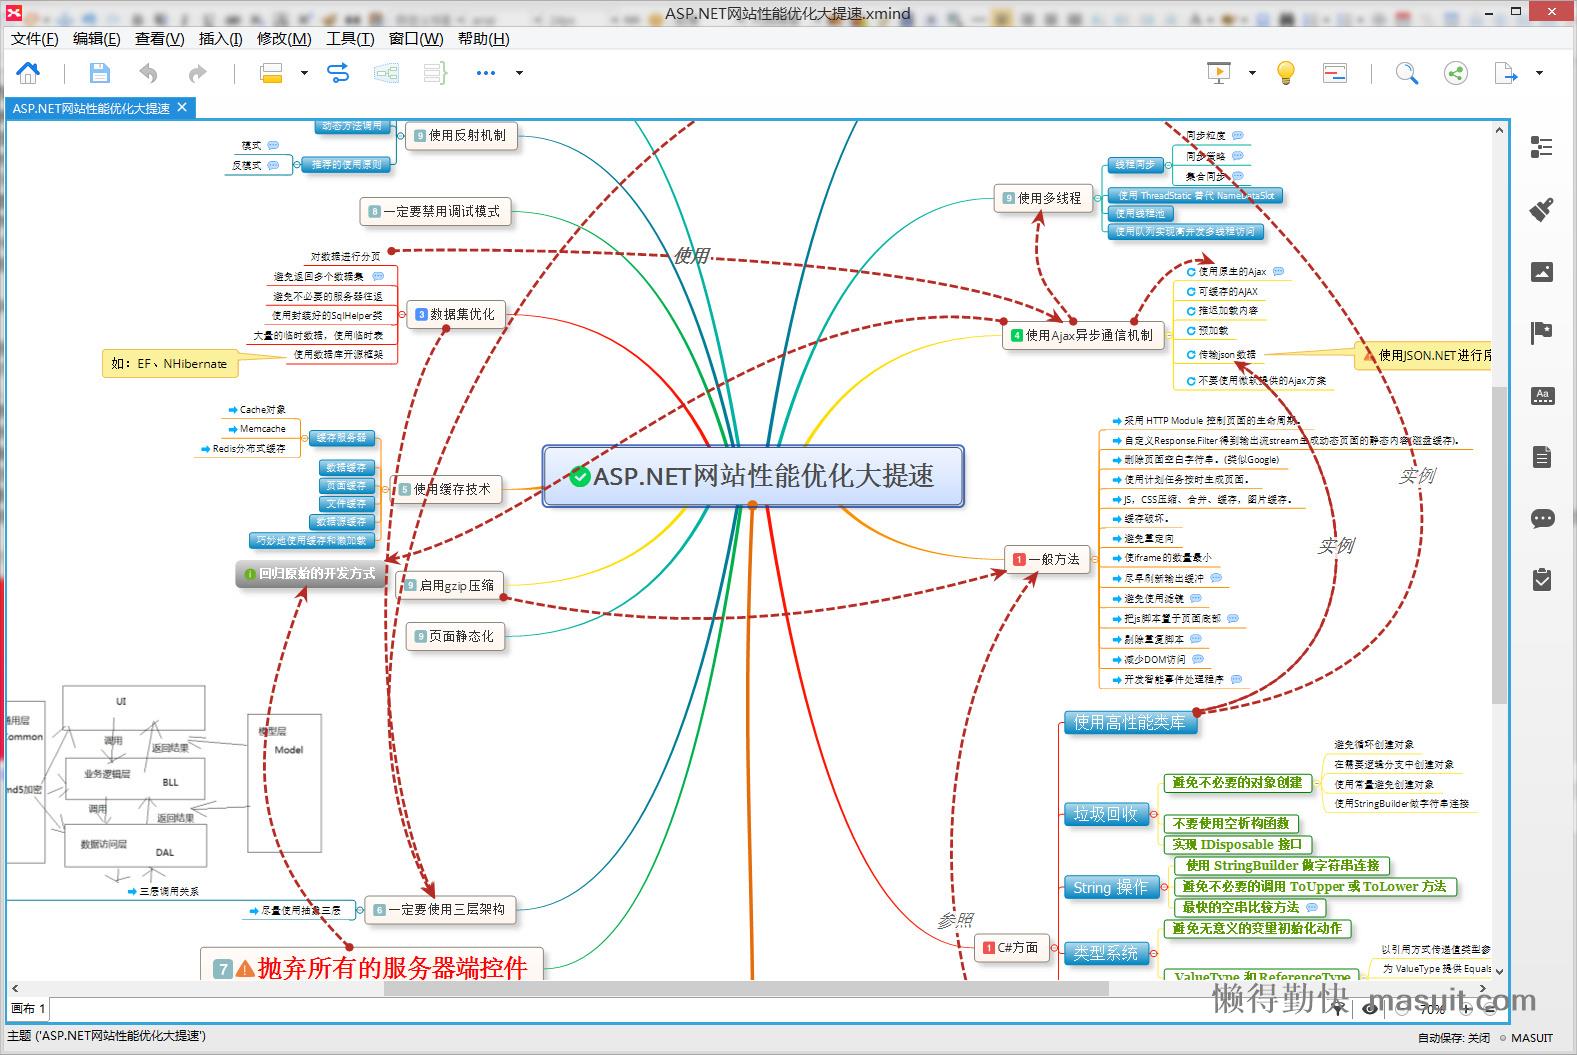 ASP.NET网站性能优化大提速.xmind
文件(F) 编辑(E) 查看(V) 插入(I) 修改(M) 工具(T) 窗口(W) 帮助(H)
ASP.NET网站性能优化大提速
动态方法调用
9 使用反射机制
模式
反模式
推荐的使用原则
8 一定要禁用调试模式
对数据进行分页
避免返回多个数据集
避免不必要的服务器往返
使用封装好的SqlHelper类
大量的临时数据，使用临时表
使用数据库开源框架
3 数据集优化
如：EF、NHibernate
使用
Cache对象
Memcache
Redis分布式缓存
缓存服务器
数据缓存
页面缓存
文件缓存
数据源缓存
巧妙地使用缓存和懒加载
5 使用缓存技术
回归原始的开发方式
9 启用gzip压缩
9 页面静态化
ASP.NET网站性能优化大提速
9 使用多线程
线程同步
同步粒度
同步策略
集合同步
使用 ThreadStatic 替代 NameDataSlot
使用线程池
使用队列实现高并发多线程访问
4 使用Ajax异步通信机制
使用原生的Ajax
可缓存的AJAX
推迟加载内容
预加载
传输json数据
不要使用微软提供的Ajax方案
使用JSON.NET进行序
1 一般方法
采用 HTTP Module 控制页面的生命周期。
自定义Response.Filter得到输出流stream生成动态页面的静态内容(磁盘缓存)。
删除页面空白字符串。(类似Google)
使用计划任务按时生成页面。
JS，CSS压缩、合并、缓存，图片缓存。
缓存破坏。
避免重定向
使iframe的数量最小
尽早刷新输出缓冲
避免使用滤镜
把js脚本置于页面底部
剔除重复脚本
减少DOM访问
开发智能事件处理程序
实例
实例
UI
通用层
Common
调用
返回结果
模型层
Model
业务逻辑层
BLL
md5加密
调用
返回结果
数据访问层
DAL
三层调用关系
尽量使用抽象三层
6 一定要使用三层架构
7 抛弃所有的服务器端控件
参照
1 C#方面
使用高性能类库
垃圾回收
避免不必要的对象创建
避免循环创建对象
在需要逻辑分支中创建对象
使用常量避免创建对象
使用StringBuilder做字符串连接
不要使用空析构函数
实现 IDisposable 接口
String 操作
使用 StringBuilder 做字符串连接
避免不必要的调用 ToUpper 或 ToLower 方法
最快的空串比较方法
类型系统
避免无意义的变量初始化动作
ValueType 和 ReferenceType
以引用方式传递值类型参
为 ValueType 提供 Equals
画布 1
70%
懒得勤快 masuit.com
主题 ('ASP.NET网站性能优化大提速')
自动保存: 关闭
MASUIT